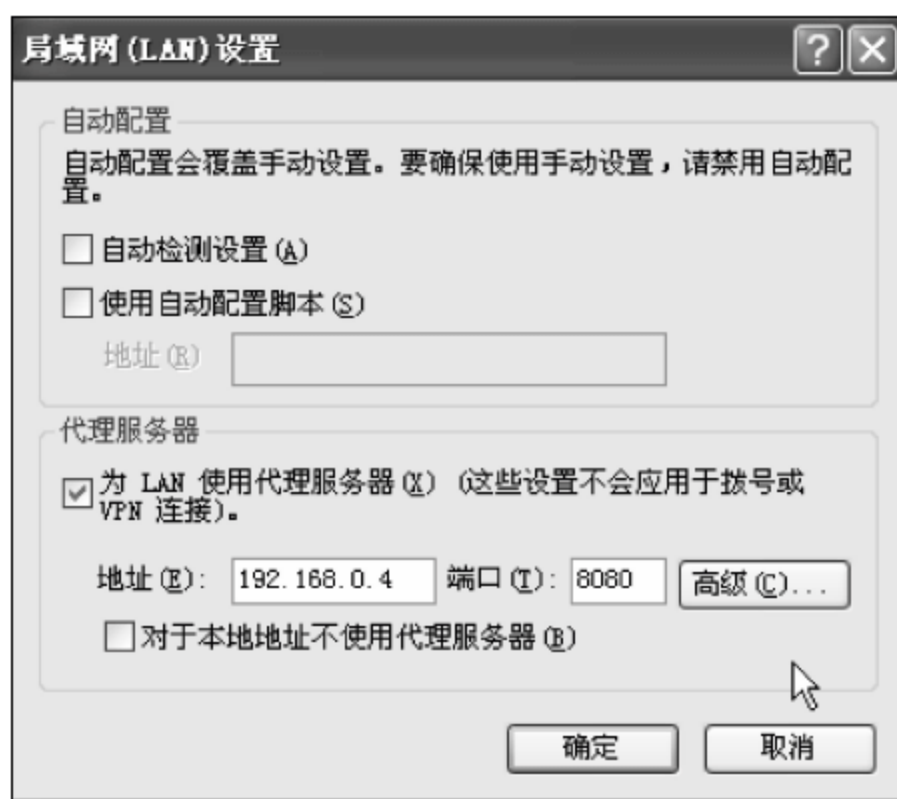 局域网(LAN)设置
自动配置
自动配置会覆盖手动设置。要确保使用手动设置，请禁用自动配
置。
自动检测设置(A)
使用自动配置脚本(S)
地址(R)
代理服务器
为 LAN 使用代理服务器(X) (这些设置不会应用于拨号或
VPN 连接)。
地址(E): 192.168.0.4 端口(T): 8080 高级(C)...
对于本地地址不使用代理服务器(B)
确定 取消